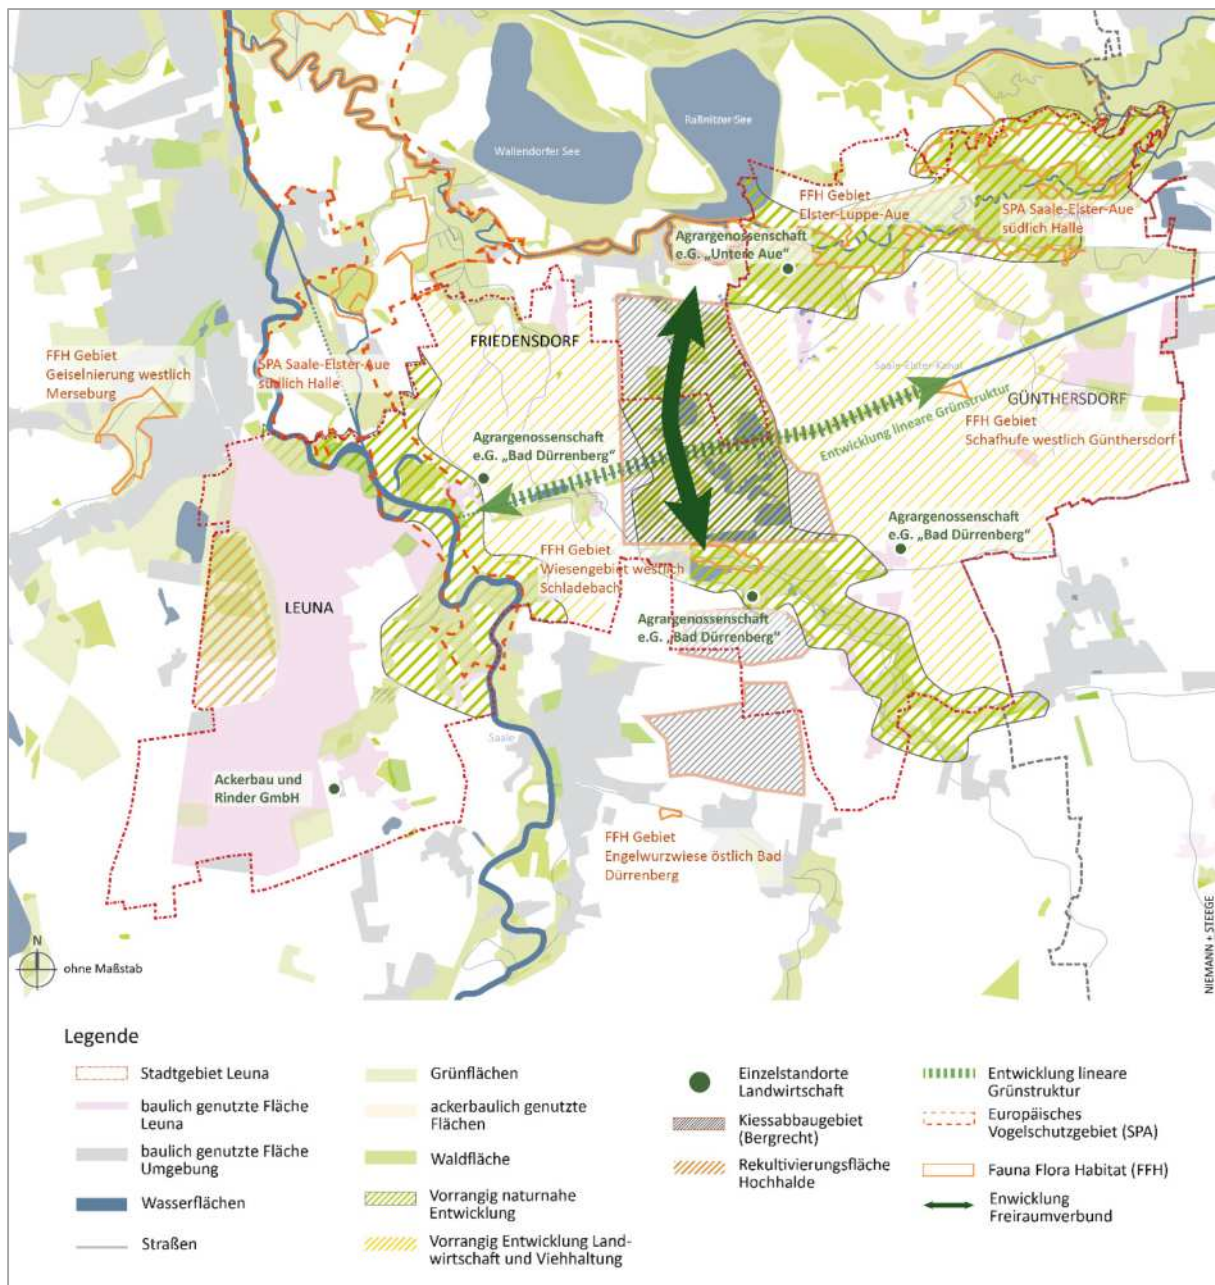 Wallendorfer See
Raßnitzer See
FFH Gebiet
Elster-Luppe-Aue
SPA Saale-Elster-Aue
südlich Halle
Agrargenossenschaft
e.G. „Untere Aue“
FRIEDENSDORF
FFH Gebiet
Geiselnierung westlich
Merseburg
SPA Saale-Elster-Aue
südlich Halle
Saale-Elster-Kanal
GÜNTHERSDORF
Entwicklung lineare Grünstruktur
FFH Gebiet
Schafhufe westlich Günthersdorf
Agrargenossenschaft
e.G. „Bad Dürrenberg“
Agrargenossenschaft
e.G. „Bad Dürrenberg“
FFH Gebiet
Wiesengebiet westlich
Schladebach
LEUNA
Agrargenossenschaft
e.G. „Bad Dürrenberg“
Saale
Ackerbau und
Rinder GmbH
FFH Gebiet
Engelwurzwiese östlich Bad
Dürrenberg
N
ohne Maßstab
NIEMANN + STEEGE
Legende
Stadtgebiet Leuna
baulich genutzte Fläche
Leuna
baulich genutzte Fläche
Umgebung
Wasserflächen
Straßen
Grünflächen
ackerbaulich genutzte
Flächen
Waldfläche
Vorrangig naturnahe
Entwicklung
Vorrangig Entwicklung Land-
wirtschaft und Viehhaltung
Einzelstandorte
Landwirtschaft
Kiessabbaugebiet
(Bergrecht)
Rekultivierungsfläche
Hochhalde
Entwicklung lineare
Grünstruktur
Europäisches
Vogelschutzgebiet (SPA)
Fauna Flora Habitat (FFH)
Enwicklung
Freiraumverbund